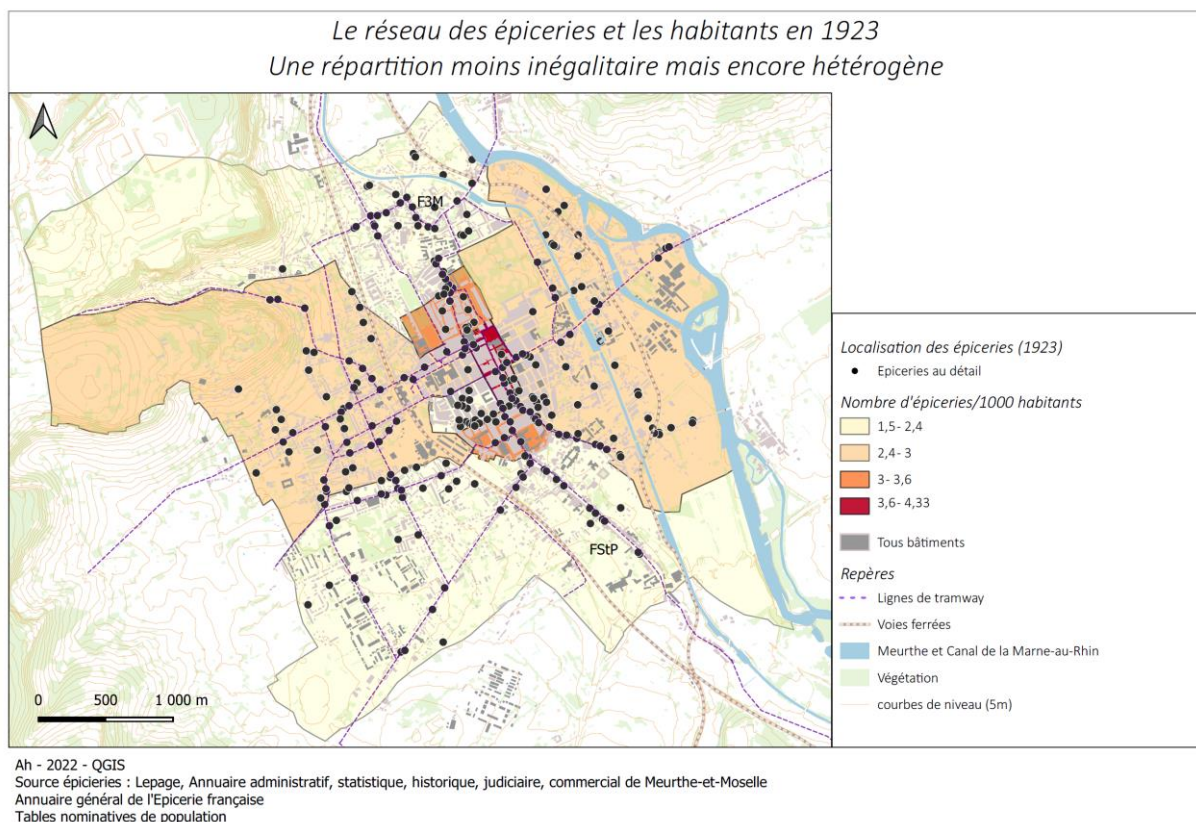 Le réseau des épiceries et les habitants en 1923
Une répartition moins inégalitaire mais encore hétérogène
F3M
FStP
0 500 1 000 m
Localisation des épiceries (1923)
Epiceries au détail
Nombre d'épiceries/1000 habitants
1,5- 2,4
2,4- 3
3- 3,6
3,6- 4,33
Tous bâtiments
Repères
Lignes de tramway
Voies ferrées
Meurthe et Canal de la Marne-au-Rhin
Végétation
courbes de niveau (5m)
Ah - 2022 - QGIS
Source épicieries : Lepage, Annuaire administratif, statistique, historique, judiciaire, commercial de Meurthe-et-Moselle
Annuaire général de l'Epicerie française
Tables nominatives de population